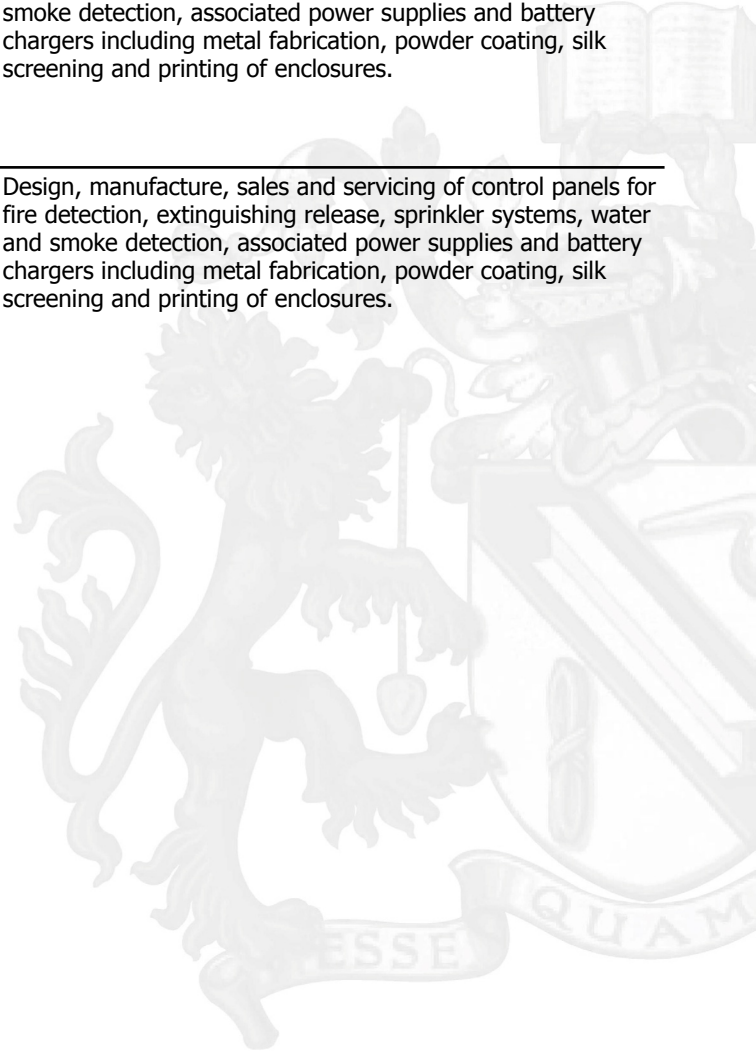 smoke detection, associated power supplies and battery
chargers including metal fabrication, powder coating, silk
screening and printing of enclosures.
Design, manufacture, sales and servicing of control panels for
fire detection, extinguishing release, sprinkler systems, water
and smoke detection, associated power supplies and battery
chargers including metal fabrication, powder coating, silk
screening and printing of enclosures.
ESSE QUAM